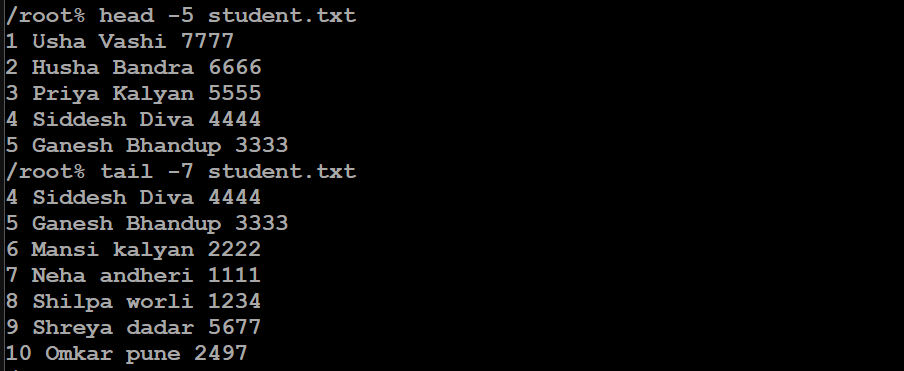 /root% head -5 student.txt
1 Usha Vashi 7777
2 Husha Bandra 6666
3 Priya Kalyan 5555
4 Siddesh Diva 4444
5 Ganesh Bhandup 3333
/root% tail -7 student.txt
4 Siddesh Diva 4444
5 Ganesh Bhandup 3333
6 Mansi kalyan 2222
7 Neha andheri 1111
8 Shilpa worli 1234
9 Shreya dadar 5677
10 Omkar pune 2497